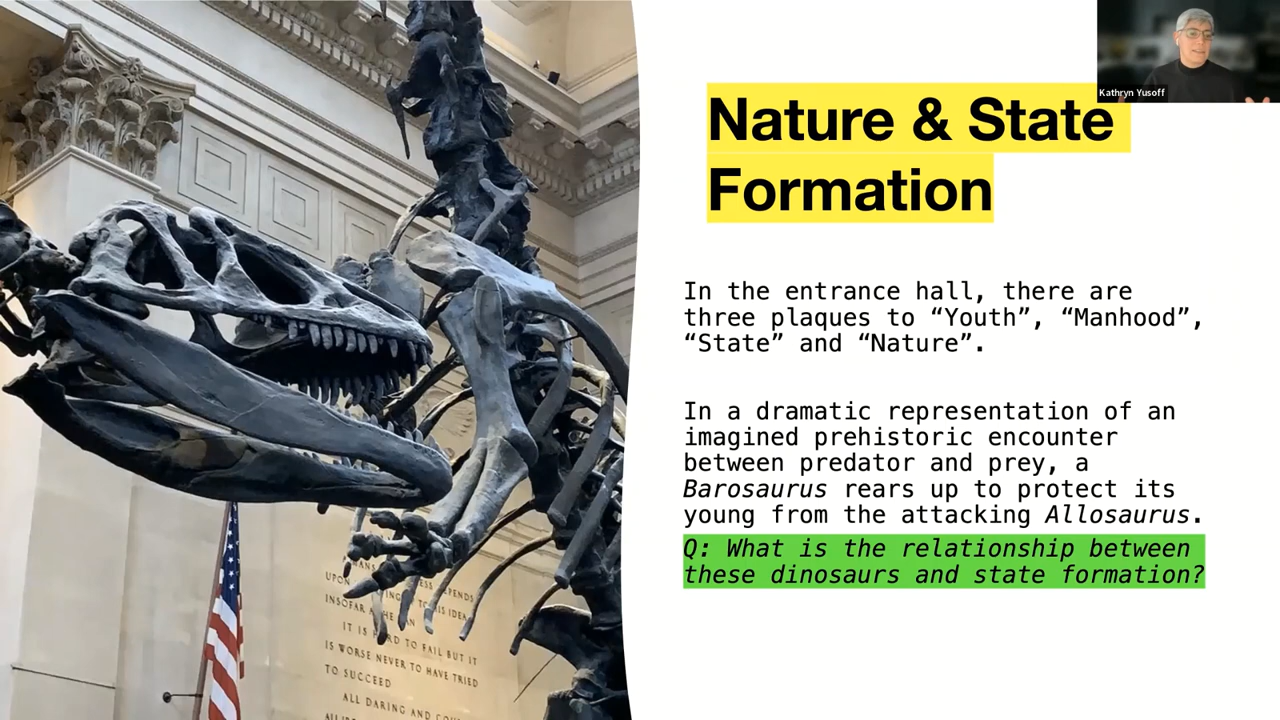 Kathryn Yusoff
Nature & State
Formation
In the entrance hall, there are
three plaques to “Youth”, “Manhood”,
“State” and “Nature”.
In a dramatic representation of an
imagined prehistoric encounter
between predator and prey, a
Barosaurus rears up to protect its
young from the attacking Allosaurus.
Q: What is the relationship between
these dinosaurs and state formation?
UPON
INSOFAR
IT IS TO FAIL BUT IT
IS WORSE NEVER TO HAVE TRIED
TO SUCCEED
ALL DARING AND